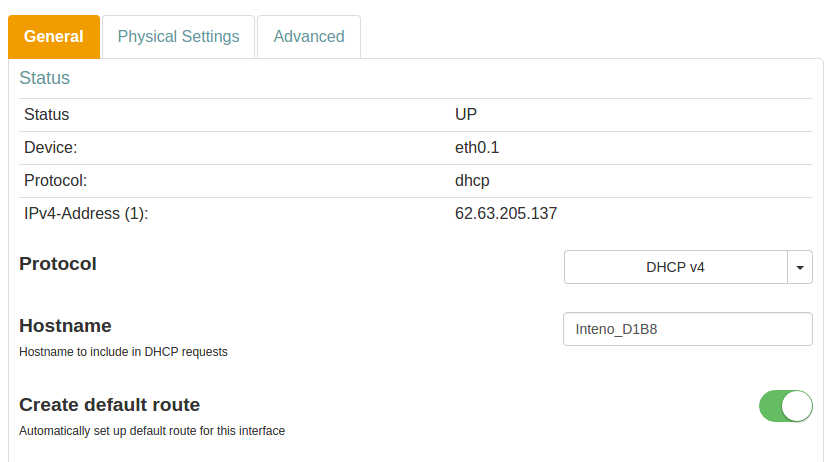 General Physical Settings Advanced
Status
Status UP
Device: eth0.1
Protocol: dhcp
IPv4-Address (1): 62.63.205.137
Protocol DHCP v4
Hostname Inteno_D1B8
Hostname to include in DHCP requests
Create default route
Automatically set up default route for this interface